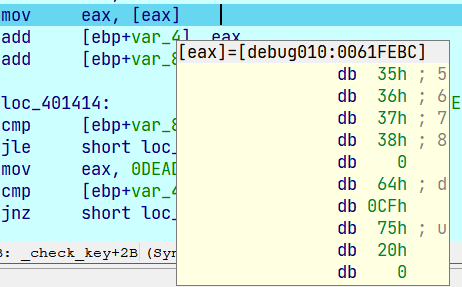 mov eax, [eax] ;
add [ebp+var_4], eax
add [ebp+var_8
[eax]=[debug010:0061FEBC]
db 35h ; 5
db 36h ; 6
loc_401414:
db 37h ; 7
E
cmp [ebp+var_8
db 38h ; 8
jle short loc_
db 0
mov eax, 0DEAD
db 64h ; d
cmp [ebp+var_4
db 0CFh
jnz short loc_
db 75h ; u
db 20h
B: _check_key+2B (Syn
db 0